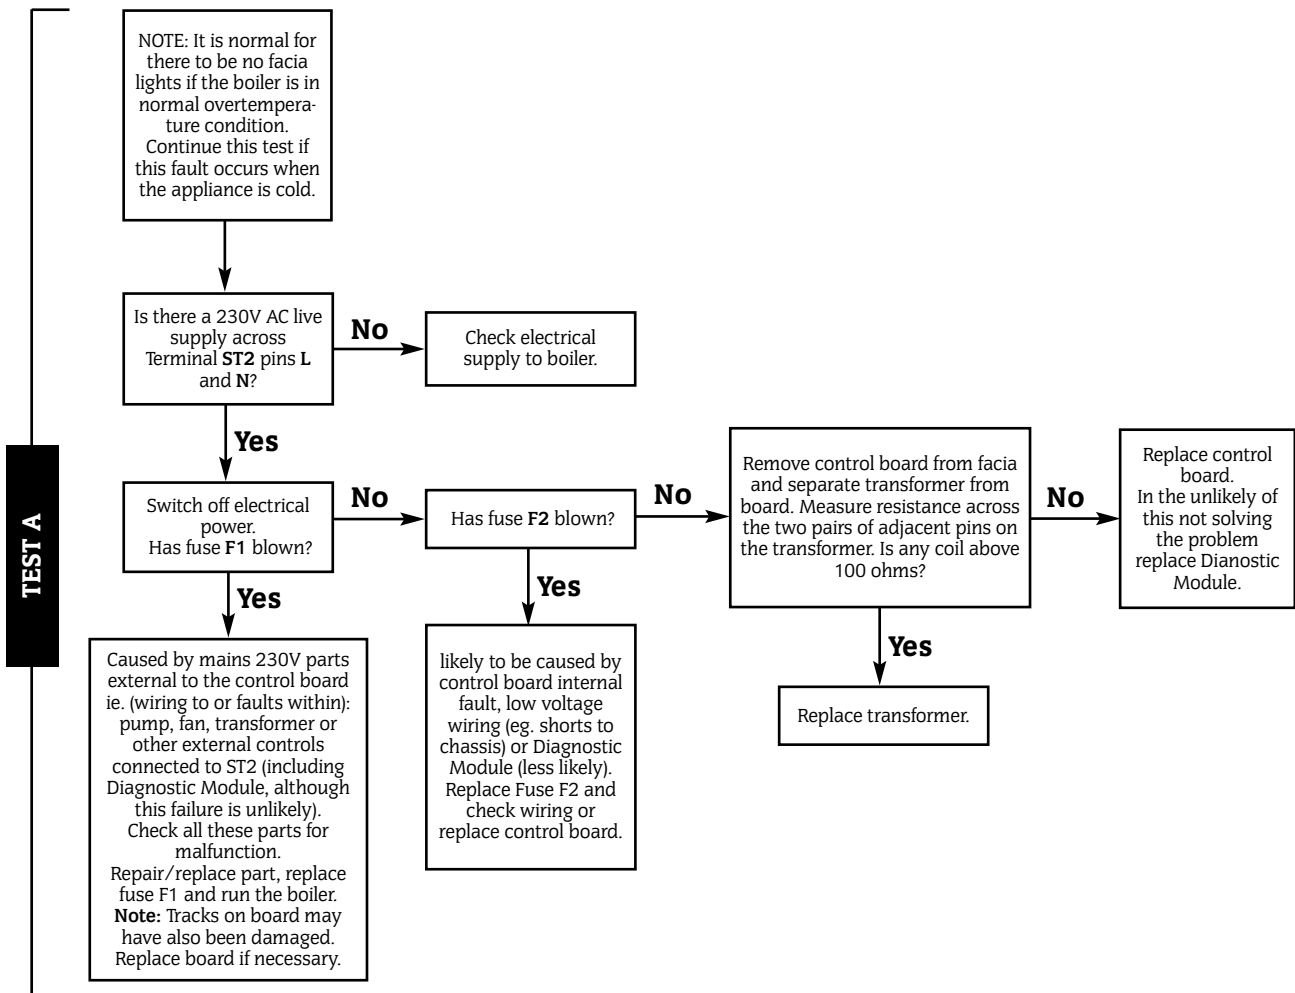 TEST A
NOTE: It is normal for
there to be no facia
lights if the boiler is in
normal overtempera-
ture condition.
Continue this test if
this fault occurs when
the appliance is cold.
Is there a 230V AC live
supply across
Terminal ST2 pins L
and N?
No
Check electrical
supply to boiler.
Yes
Switch off electrical
power.
Has fuse F1 blown?
No
Has fuse F2 blown?
No
Remove control board from facia
and separate transformer from
board. Measure resistance across
the two pairs of adjacent pins on
the transformer. Is any coil above
100 ohms?
No
Replace control
board.
In the unlikely of
this not solving
the problem
replace Dianostic
Module.
Yes
Caused by mains 230V parts
external to the control board
ie. (wiring to or faults within):
pump, fan, transformer or
other external controls
connected to ST2 (including
Diagnostic Module, although
this failure is unlikely).
Check all these parts for
malfunction.
Repair/replace part, replace
fuse F1 and run the boiler.
Note: Tracks on board may
have also been damaged.
Replace board if necessary.
Yes
likely to be caused by
control board internal
fault, low voltage
wiring (eg. shorts to
chassis) or Diagnostic
Module (less likely).
Replace Fuse F2 and
check wiring or
replace control board.
Yes
Replace transformer.